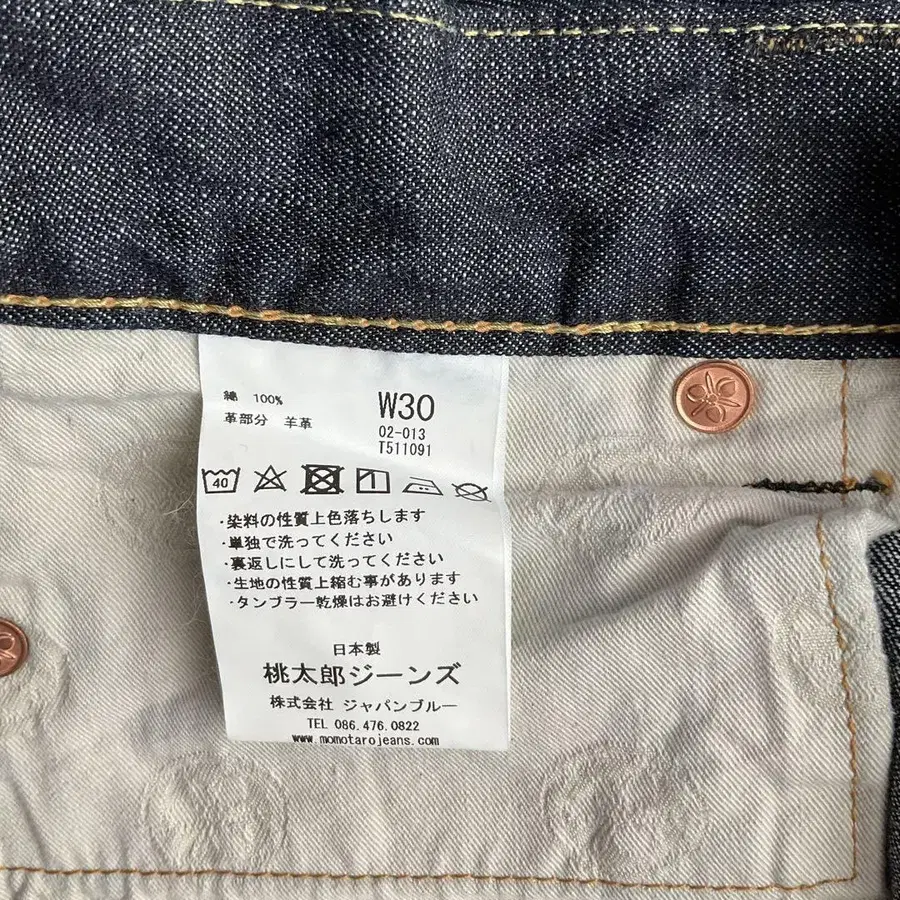 綿 100%
革部分 羊革
W30
02-013
T511091
40
1
・染料の性質上色落ちします
・単独で洗ってください
・裏返しにして洗ってください
・生地の性質上縮む事があります
・タンブラー乾燥はお避けください
日本製
桃太郎ジーンズ
株式会社 ジャパンブルー
TEL 086.476.0822
www.momotarojeans.com